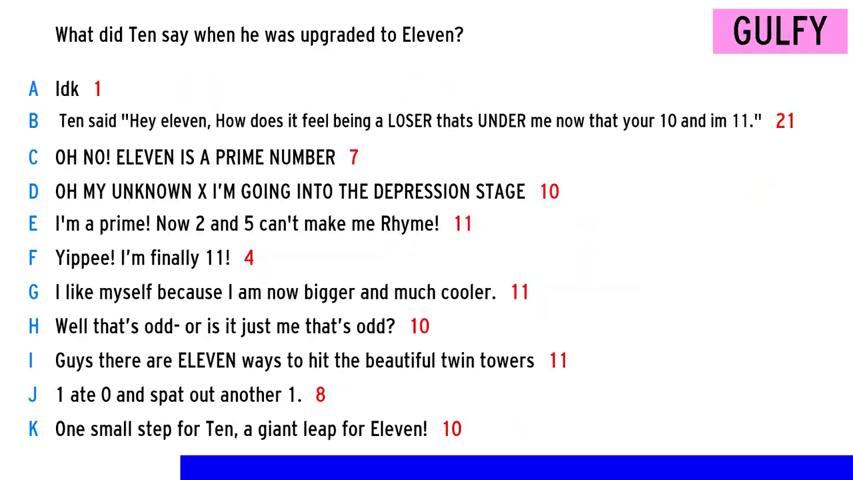 What did Ten say when he was upgraded to Eleven?
GULFY
A Idk 1
B Ten said "Hey eleven, How does it feel being a LOSER thats UNDER me now that your 10 and im 11." 21
C OH NO! ELEVEN IS A PRIME NUMBER 7
D OH MY UNKNOWN X I'M GOING INTO THE DEPRESSION STAGE 10
E I'm a prime! Now 2 and 5 can't make me Rhyme! 11
F Yippee! I'm finally 11! 4
G I like myself because I am now bigger and much cooler. 11
H Well that's odd- or is it just me that's odd? 10
I Guys there are ELEVEN ways to hit the beautiful twin towers 11
J 1 ate 0 and spat out another 1. 8
K One small step for Ten, a giant leap for Eleven! 10